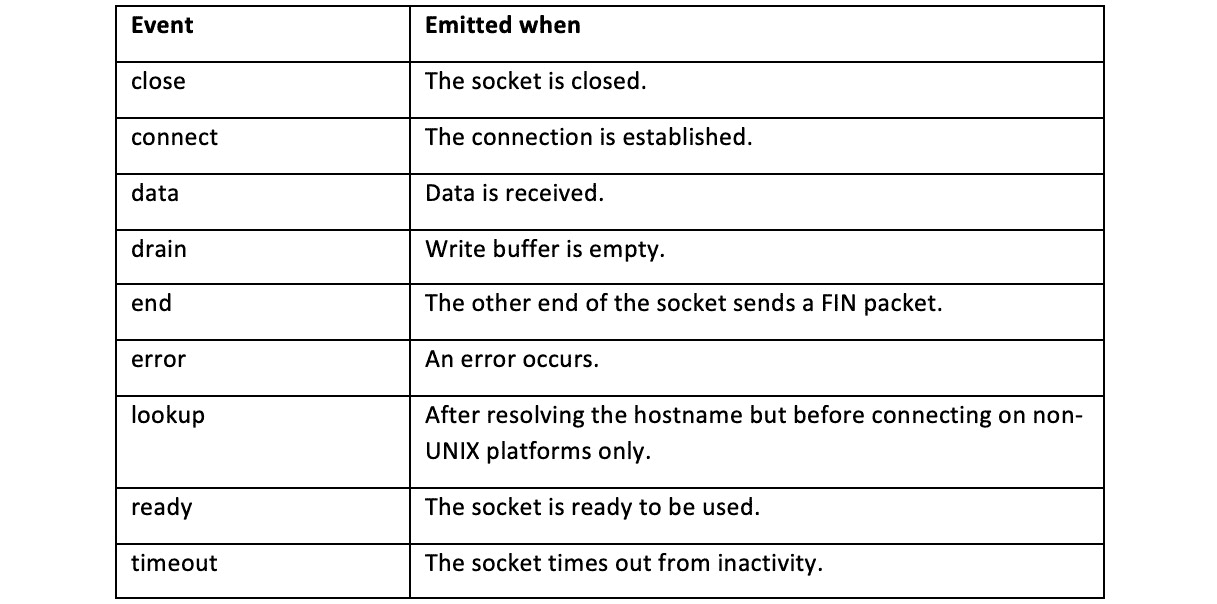 Event Emitted when
close The socket is closed.
connect The connection is established.
data Data is received.
drain Write buffer is empty.
end The other end of the socket sends a FIN packet.
error An error occurs.
lookup After resolving the hostname but before connecting on non-
UNIX platforms only.
ready The socket is ready to be used.
timeout The socket times out from inactivity.